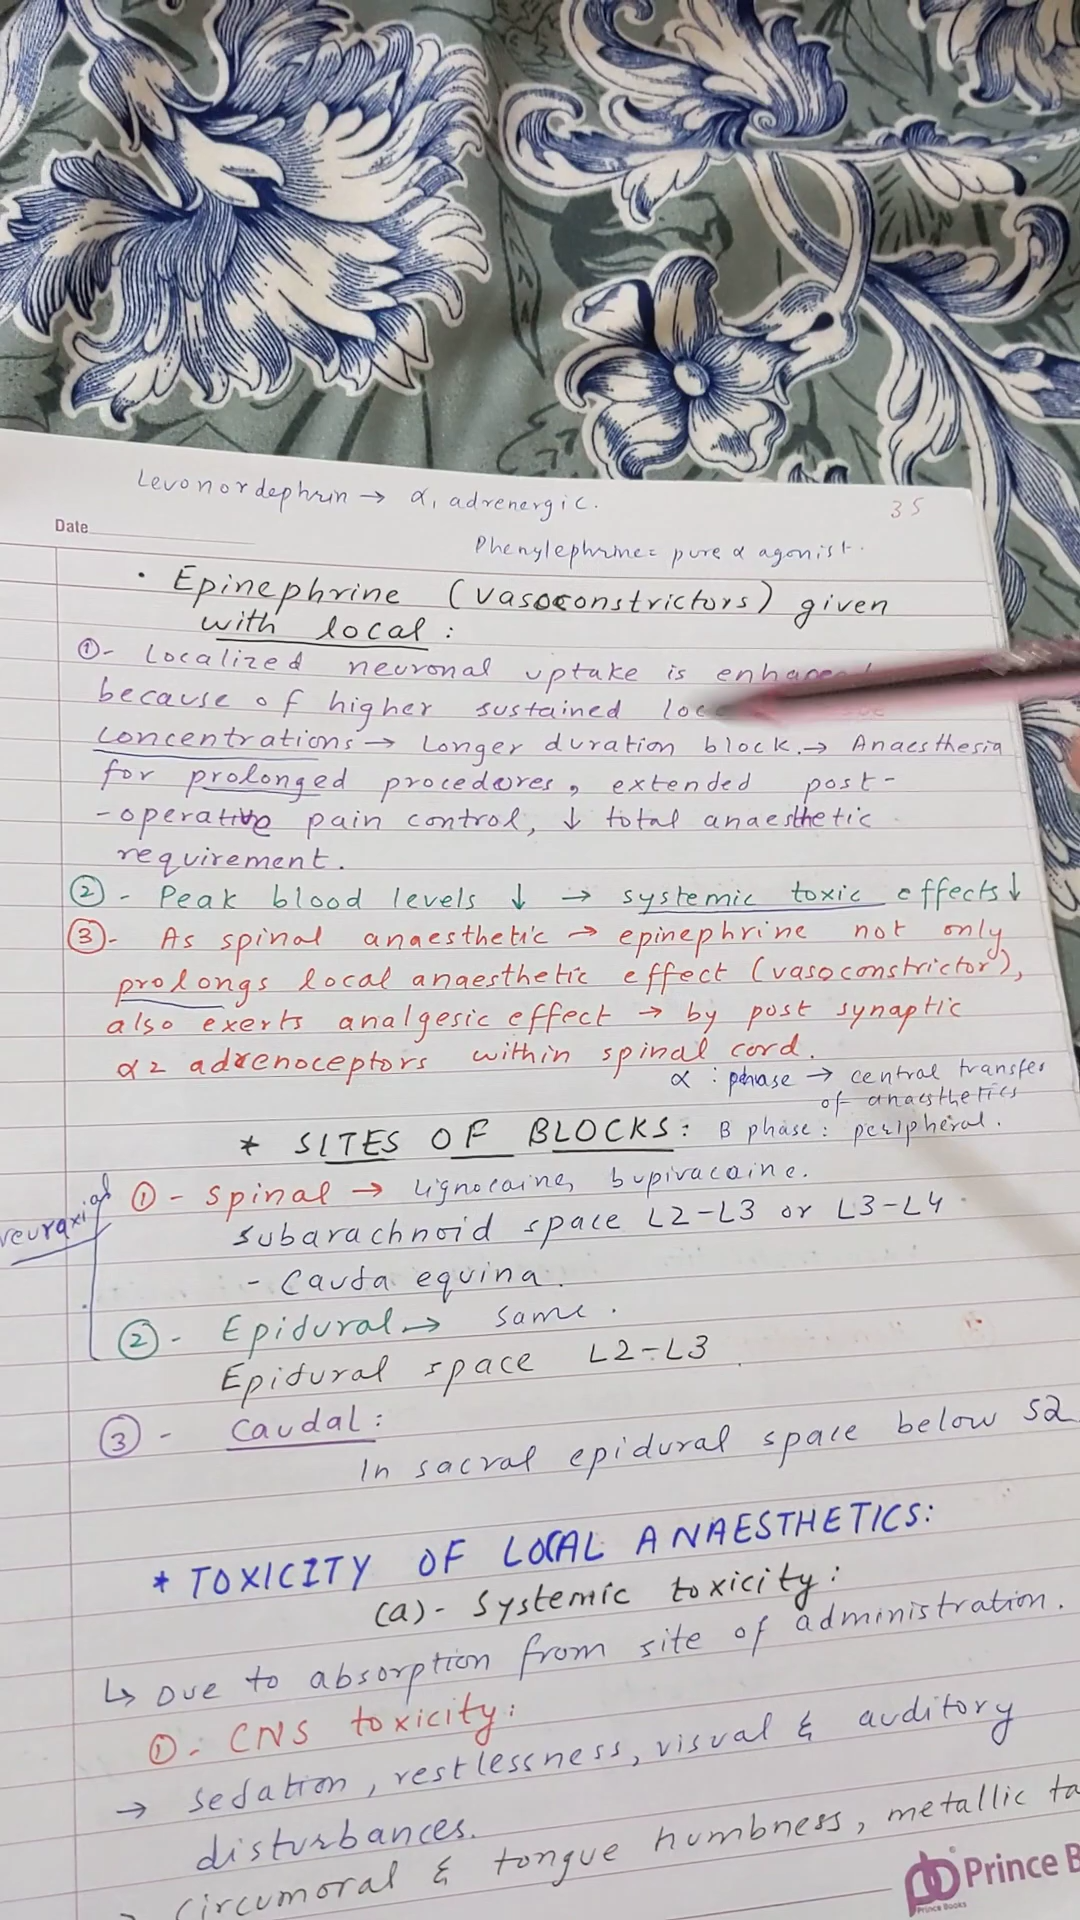 Levonordephrin → α, adrenergic.
35
Date
Phenylephrine = pure α agonist.
• Epinephrine (vasoconstrictors) given
with local:
①- Localized neuronal uptake is enhance
because of higher sustained loc
concentrations → Longer duration block. → Anaesthesia
for prolonged procedures, extended post-
-operative pain control, ↓ total anaesthetic
requirement.
② - Peak blood levels ↓ → systemic toxic effects ↓
③- As spinal anaesthetic → epinephrine not only
prolongs local anaesthetic effect (vasoconstrictor),
also exerts analgesic effect → by post synaptic
α2 adrenoceptors within spinal cord.
α : phase → central transfer
of anaesthetics
* SITES OF BLOCKS: B phase: peripheral.
neuraxial
① - Spinal → Lignocaine, bupivacaine.
subarachnoid space L2-L3 or L3-L4.
- Cauda equina.
② - Epidural → same.
Epidural space L2-L3
③ - Caudal:
In sacral epidural space below S2
* TOXICITY OF LOCAL ANAESTHETICS:
(a)- Systemic toxicity:
↳ Due to absorption from site of administration.
①- CNS toxicity:
→ sedation, restlessness, visual & auditory
disturbances.
circumoral & tongue numbness, metallic ta
Prince B
Prince Books